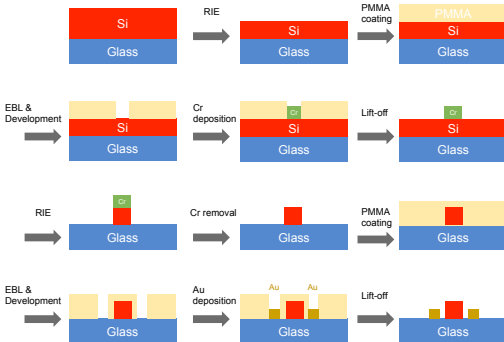 RIE
PMMA
coating
Si
Glass
Glass
PMMA
Si
Glass
EBL &
Development
Si
Glass
Cr
deposition
Cr
Si
Glass
Lift-off
Cr
Si
Glass
RIE
Cr
Glass
Cr removal
Glass
PMMA
coating
Glass
EBL &
Development
Glass
Au
deposition
Au
Au
Glass
Lift-off
Glass